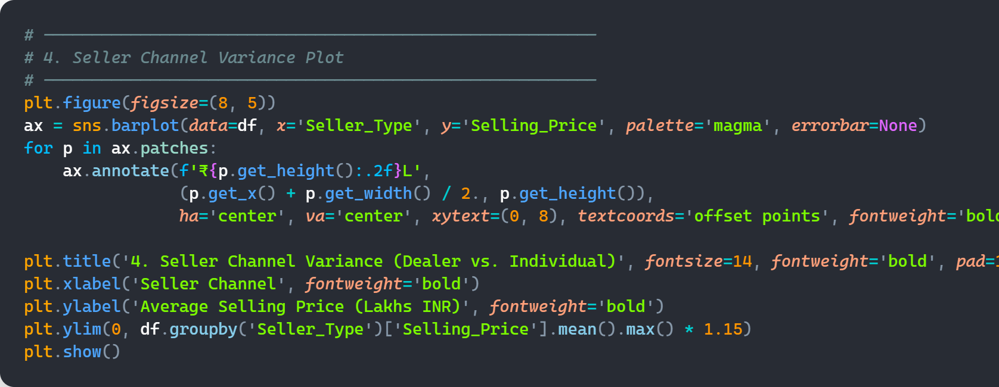 # ─────────────────────────────────────────────────────────
# 4. Seller Channel Variance Plot
# ─────────────────────────────────────────────────────────
plt.figure(figsize=(8, 5))
ax = sns.barplot(data=df, x='Seller_Type', y='Selling_Price', palette='magma', errorbar=None)
for p in ax.patches:
    ax.annotate(f'₹{p.get_height():.2f}L',
                (p.get_x() + p.get_width() / 2., p.get_height()),
                ha='center', va='center', xytext=(0, 8), textcoords='offset points', fontweight='bold

plt.title('4. Seller Channel Variance (Dealer vs. Individual)', fontsize=14, fontweight='bold', pad=
plt.xlabel('Seller Channel', fontweight='bold')
plt.ylabel('Average Selling Price (Lakhs INR)', fontweight='bold')
plt.ylim(0, df.groupby('Seller_Type')['Selling_Price'].mean().max() * 1.15)
plt.show()